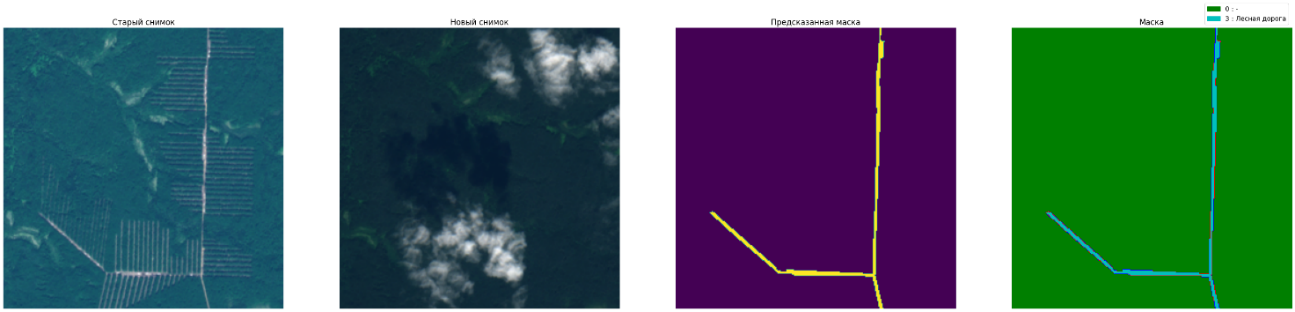 0 : -
3 : Лесная дорога
Старый снимок
Новый снимок
Предсказанная маска
Маска